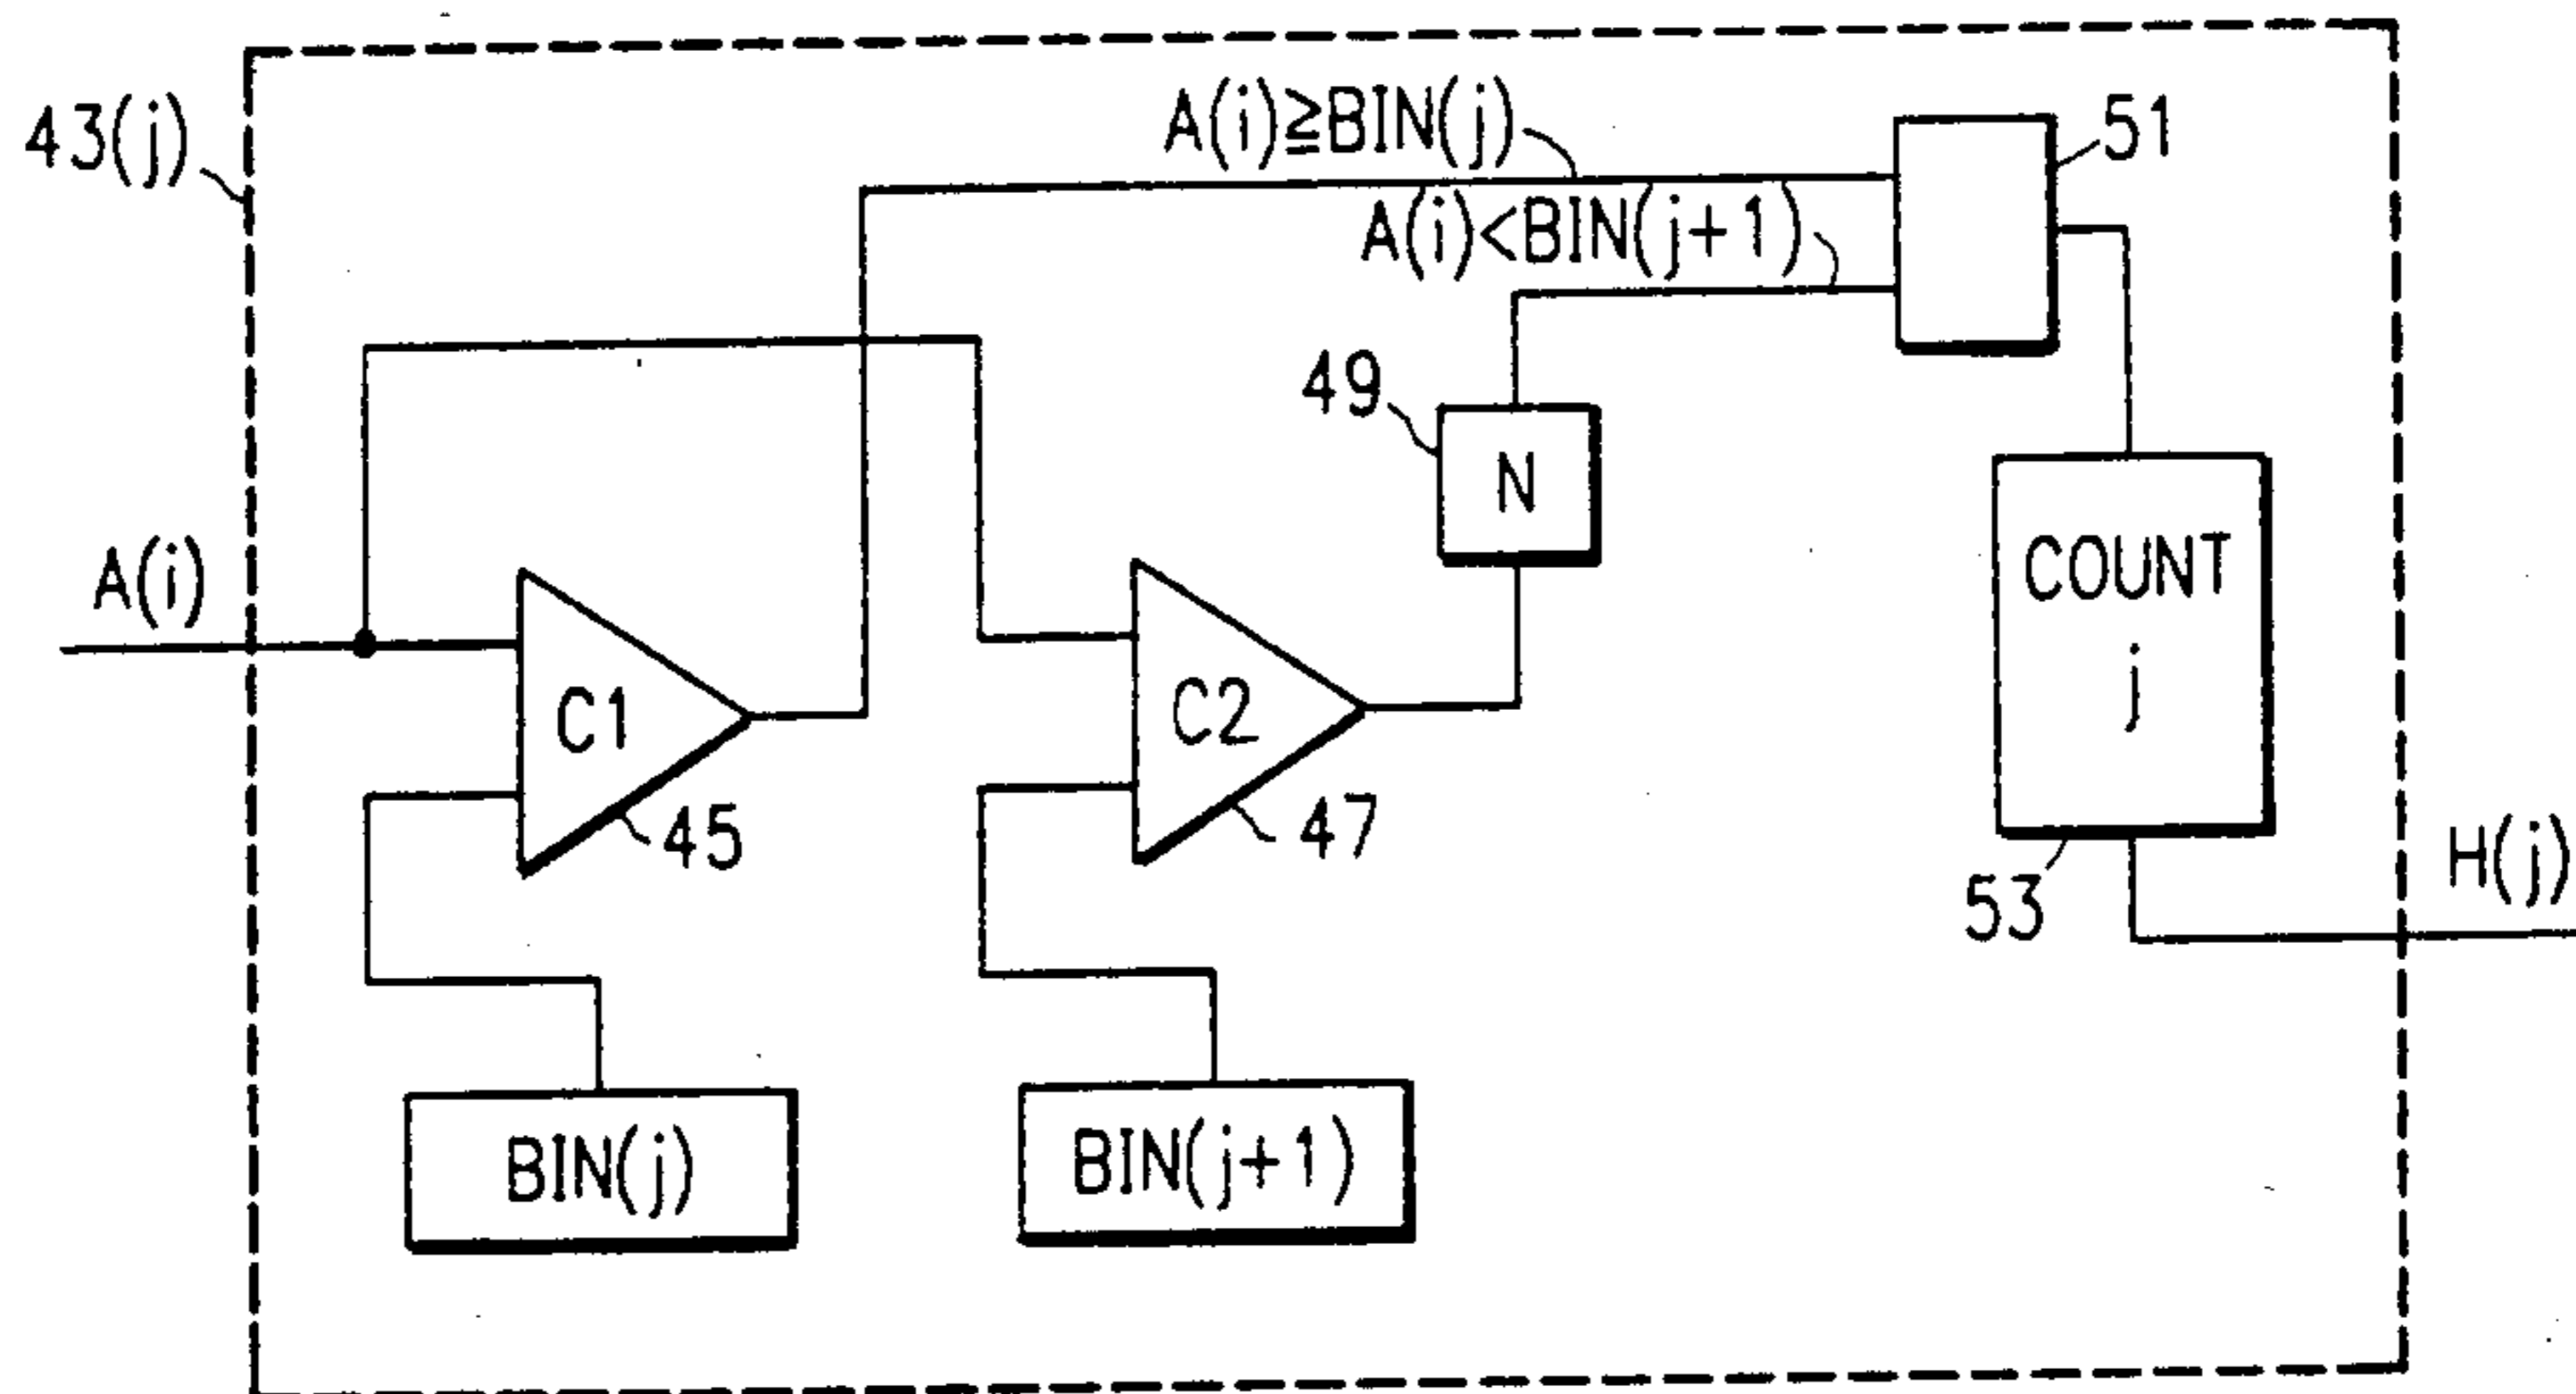 43(j)
A(i)≧BIN(j)
51
A(i)<BIN(j+1)
49
N
A(i)
COUNT
j
C1
C2
45
47
H(j)
53
BIN(j)
BIN(j+1)